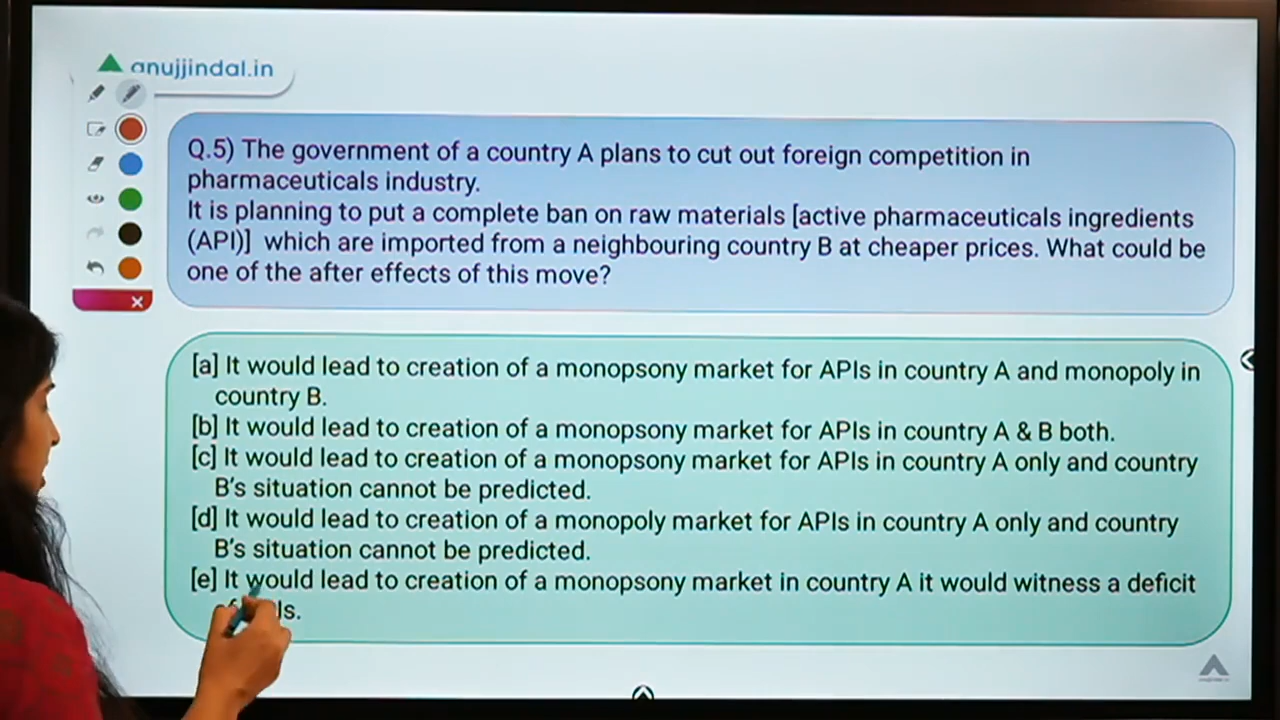 anujjindal.in
Q.5) The government of a country A plans to cut out foreign competition in
pharmaceuticals industry.
It is planning to put a complete ban on raw materials [active pharmaceuticals ingredients
(API)] which are imported from a neighbouring country B at cheaper prices. What could be
one of the after effects of this move?
[a] It would lead to creation of a monopsony market for APIs in country A and monopoly in
country B.
[b] It would lead to creation of a monopsony market for APIs in country A & B both.
[c] It would lead to creation of a monopsony market for APIs in country A only and country
B's situation cannot be predicted.
[d] It would lead to creation of a monopoly market for APIs in country A only and country
B's situation cannot be predicted.
[e] It would lead to creation of a monopsony market in country A it would witness a deficit